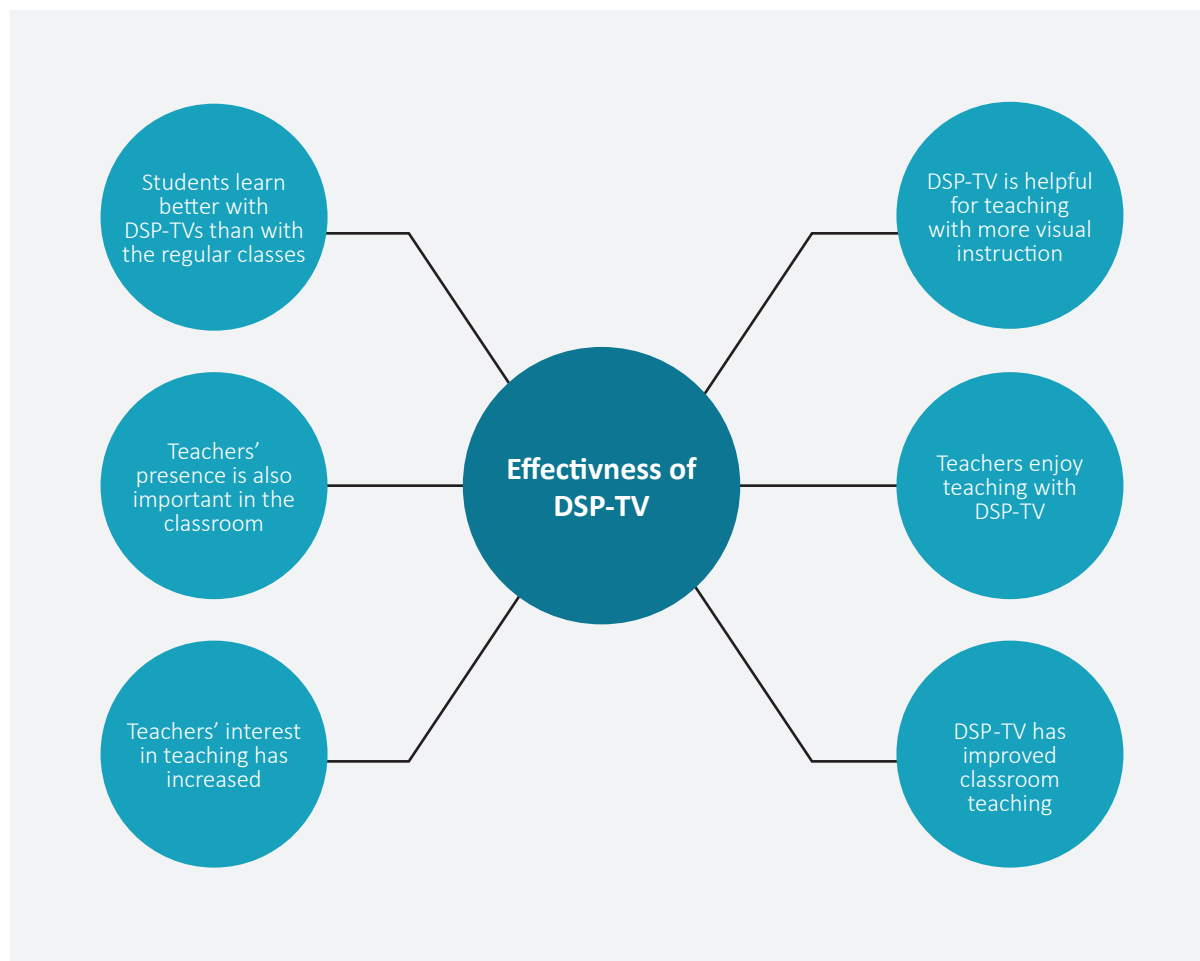 Students learn
better with
DSP-TVs than with
the regular classes
Teachers’
presence is also
important in the
classroom
Teachers’ interest
in teaching has
increased
Effectivness of
DSP-TV
DSP-TV is helpful
for teaching
with more visual
instruction
Teachers enjoy
teaching with
DSP-TV
DSP-TV has
improved
classroom
teaching